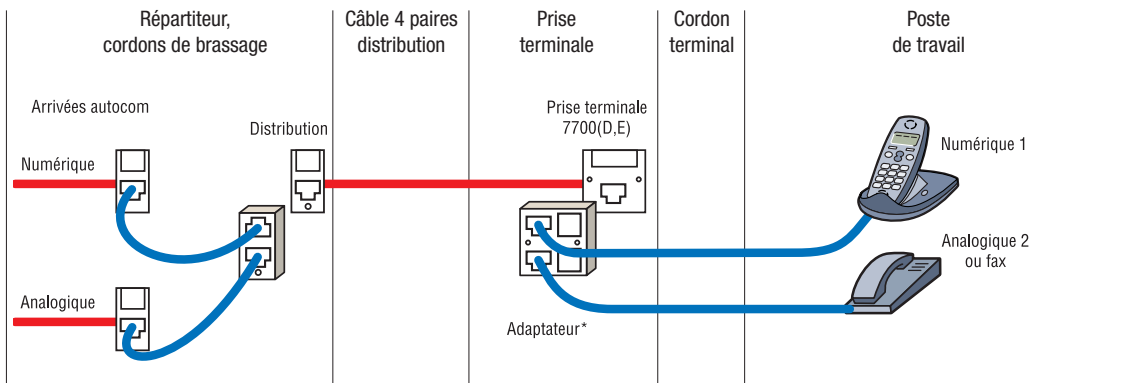 Répartiteur,
cordons de brassage
Câble 4 paires
distribution
Prise
terminale
Cordon
terminal
Poste
de travail
Arrivées autocom
Distribution
Prise terminale
7700(D,E)
Numérique
Numérique 1
Analogique 2
ou fax
Analogique
Adaptateur*